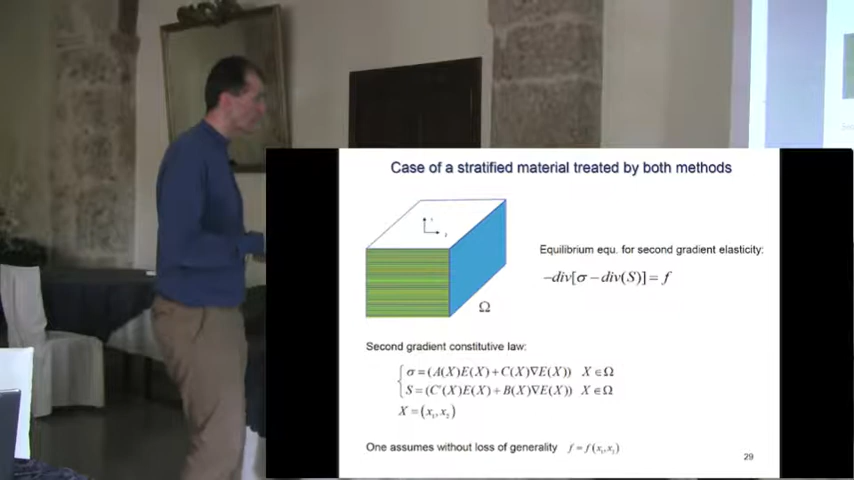 Case of a stratified material treated by both methods
Equilibrium equ. for second gradient elasticity:
−div[σ − div(S)] = f
Ω
Second gradient constitutive law:
σ = (A(X)E(X) + C(X)∇E(X)) X ∈ Ω
S = (C'(X)E(X) + B(X)∇E(X)) X ∈ Ω
X = (x₁, x₂)
One assumes without loss of generality f = f(x₁, x₂)
29